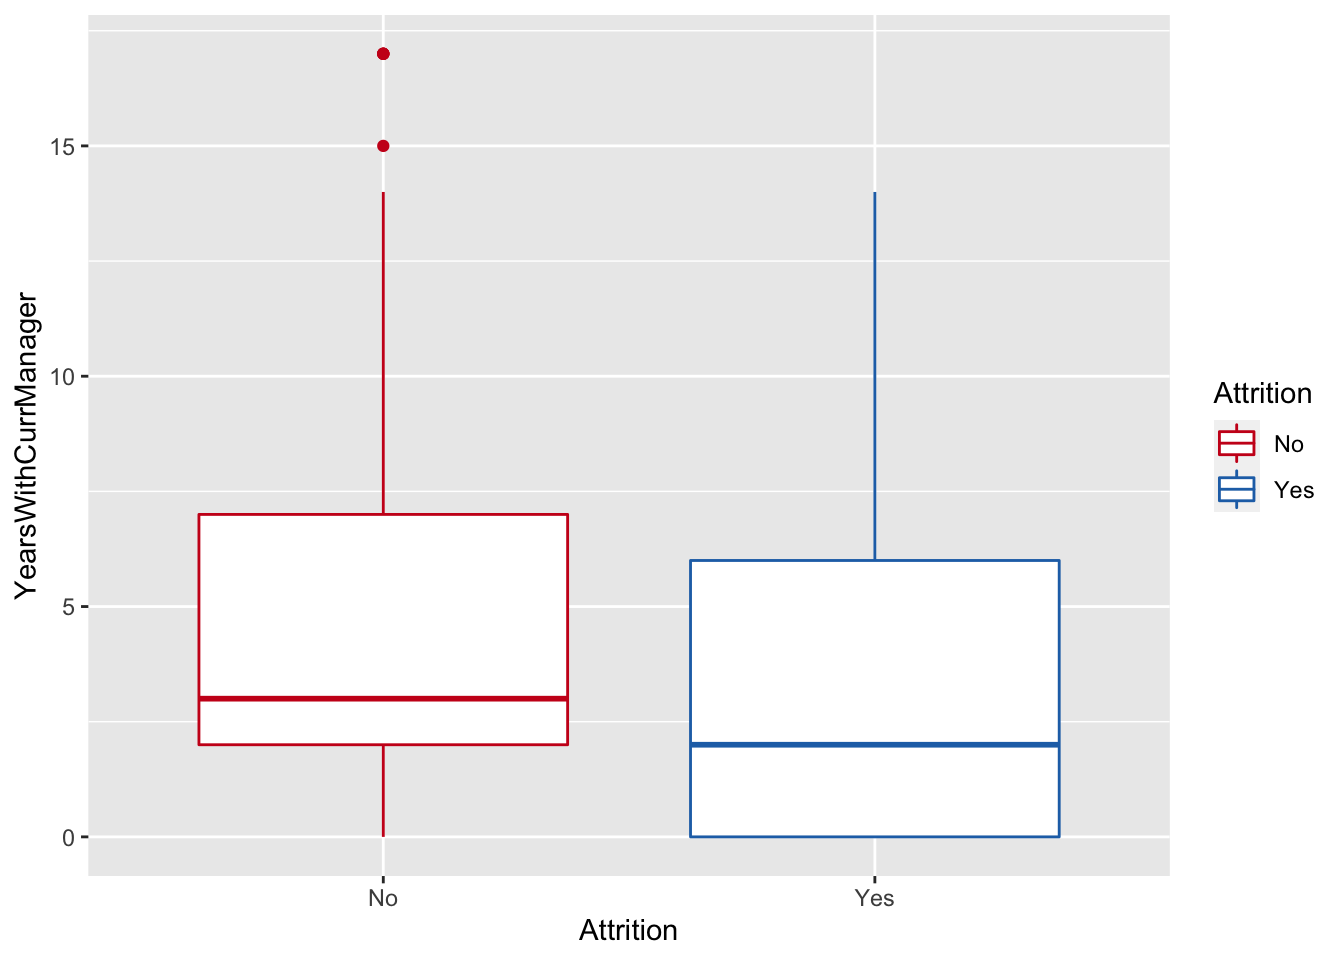 YearsWithCurrManager
15
10
5
0
No
Yes
Attrition
Attrition
No
Yes